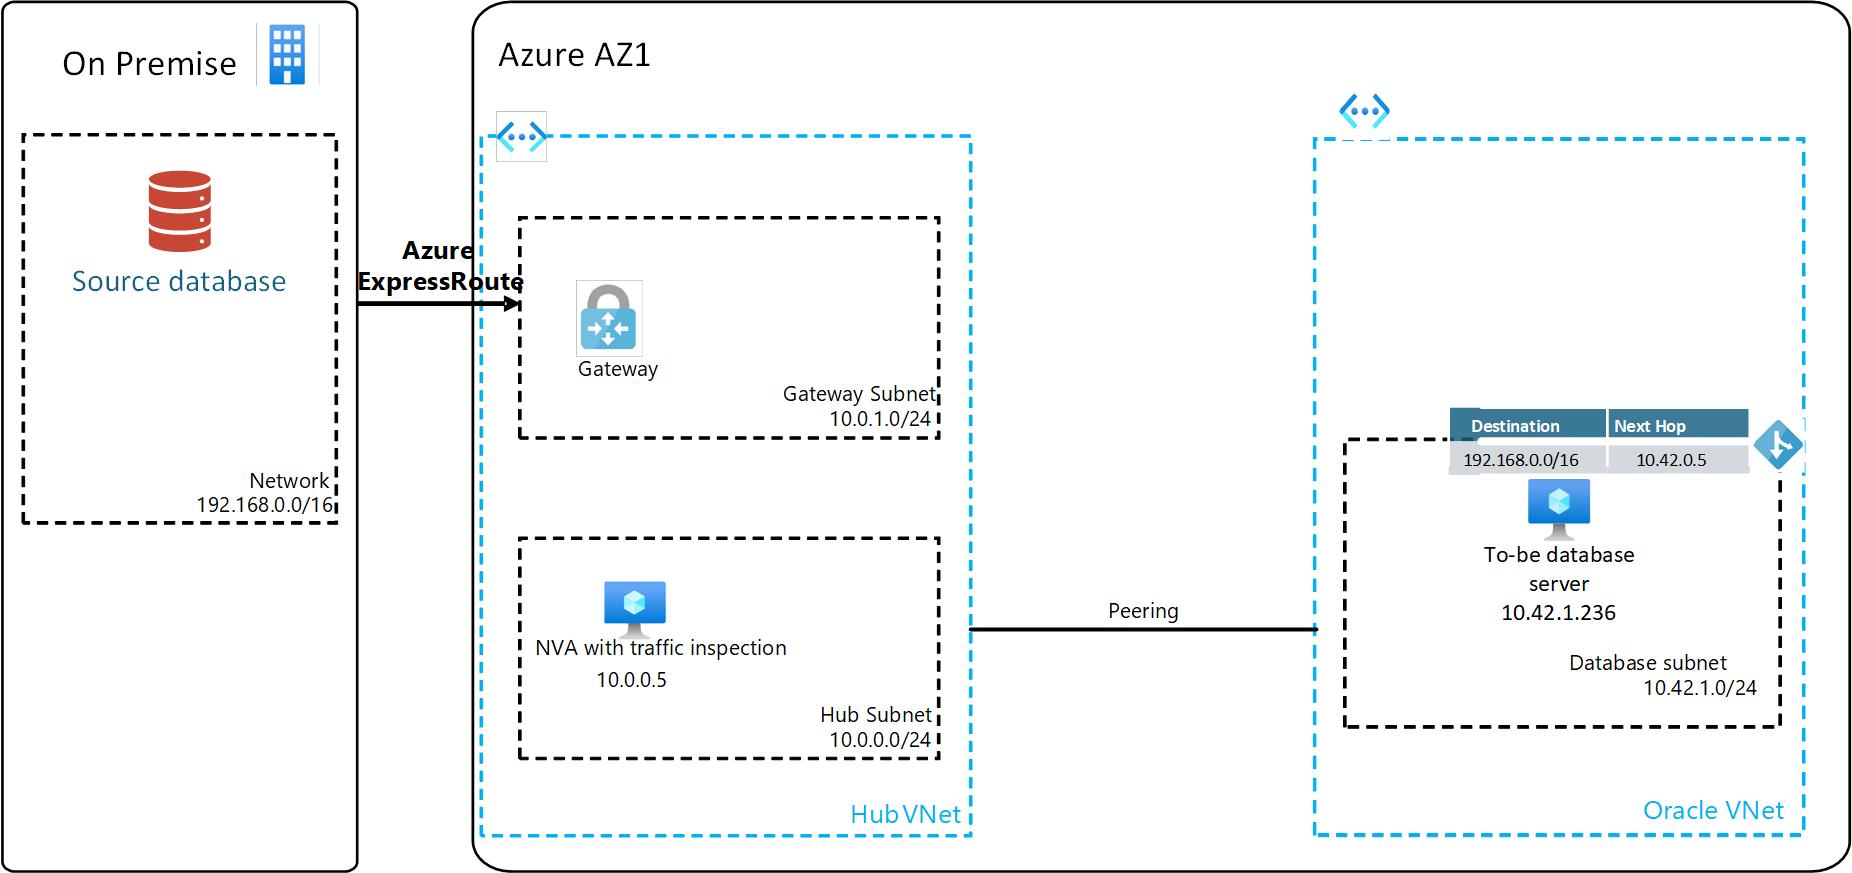 On Premise
Source database
Network
192.168.0.0/16
Azure
ExpressRoute
Azure AZ1
Gateway
Gateway Subnet
10.0.1.0/24
NVA with traffic inspection
10.0.0.5
Hub Subnet
10.0.0.0/24
Hub VNet
Peering
Destination Next Hop
192.168.0.0/16 10.42.0.5
To-be database
server
10.42.1.236
Database subnet
10.42.1.0/24
Oracle VNet